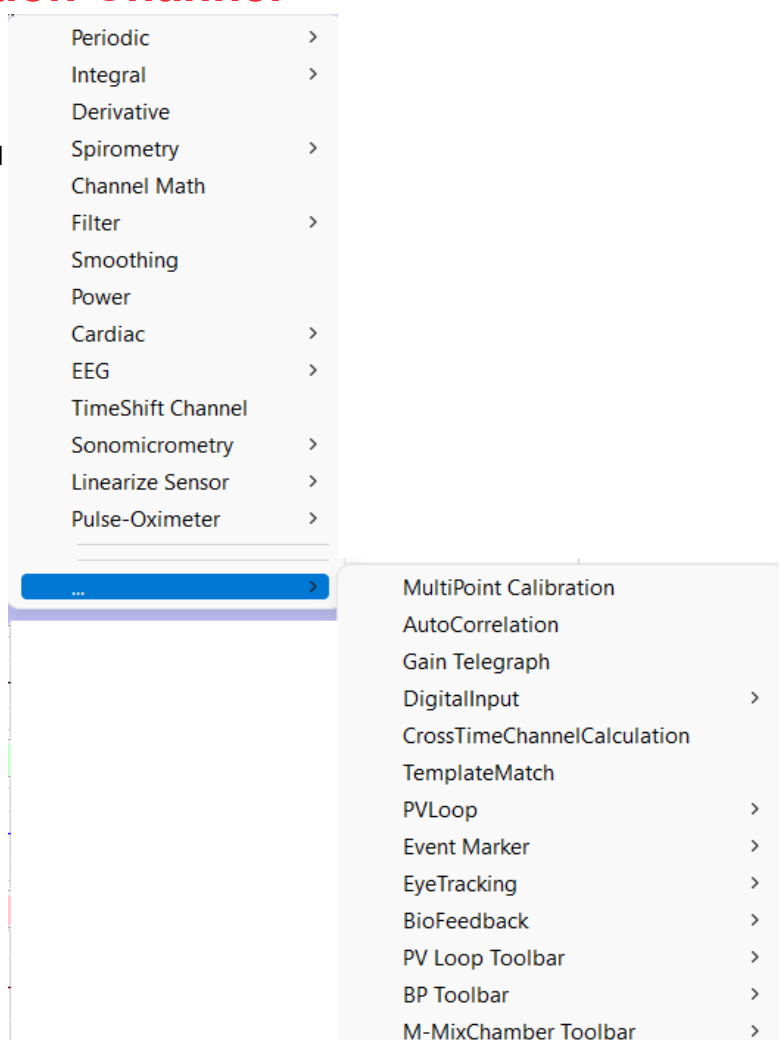 Channel
Periodic
Integral
Derivative
Spirometry
Channel Math
Filter
Smoothing
Power
Cardiac
EEG
TimeShift Channel
Sonomicrometry
Linearize Sensor
Pulse-Oximeter
...
MultiPoint Calibration
AutoCorrelation
Gain Telegraph
DigitalInput
CrossTimeChannelCalculation
TemplateMatch
PVLoop
Event Marker
EyeTracking
BioFeedback
PV Loop Toolbar
BP Toolbar
M-MixChamber Toolbar